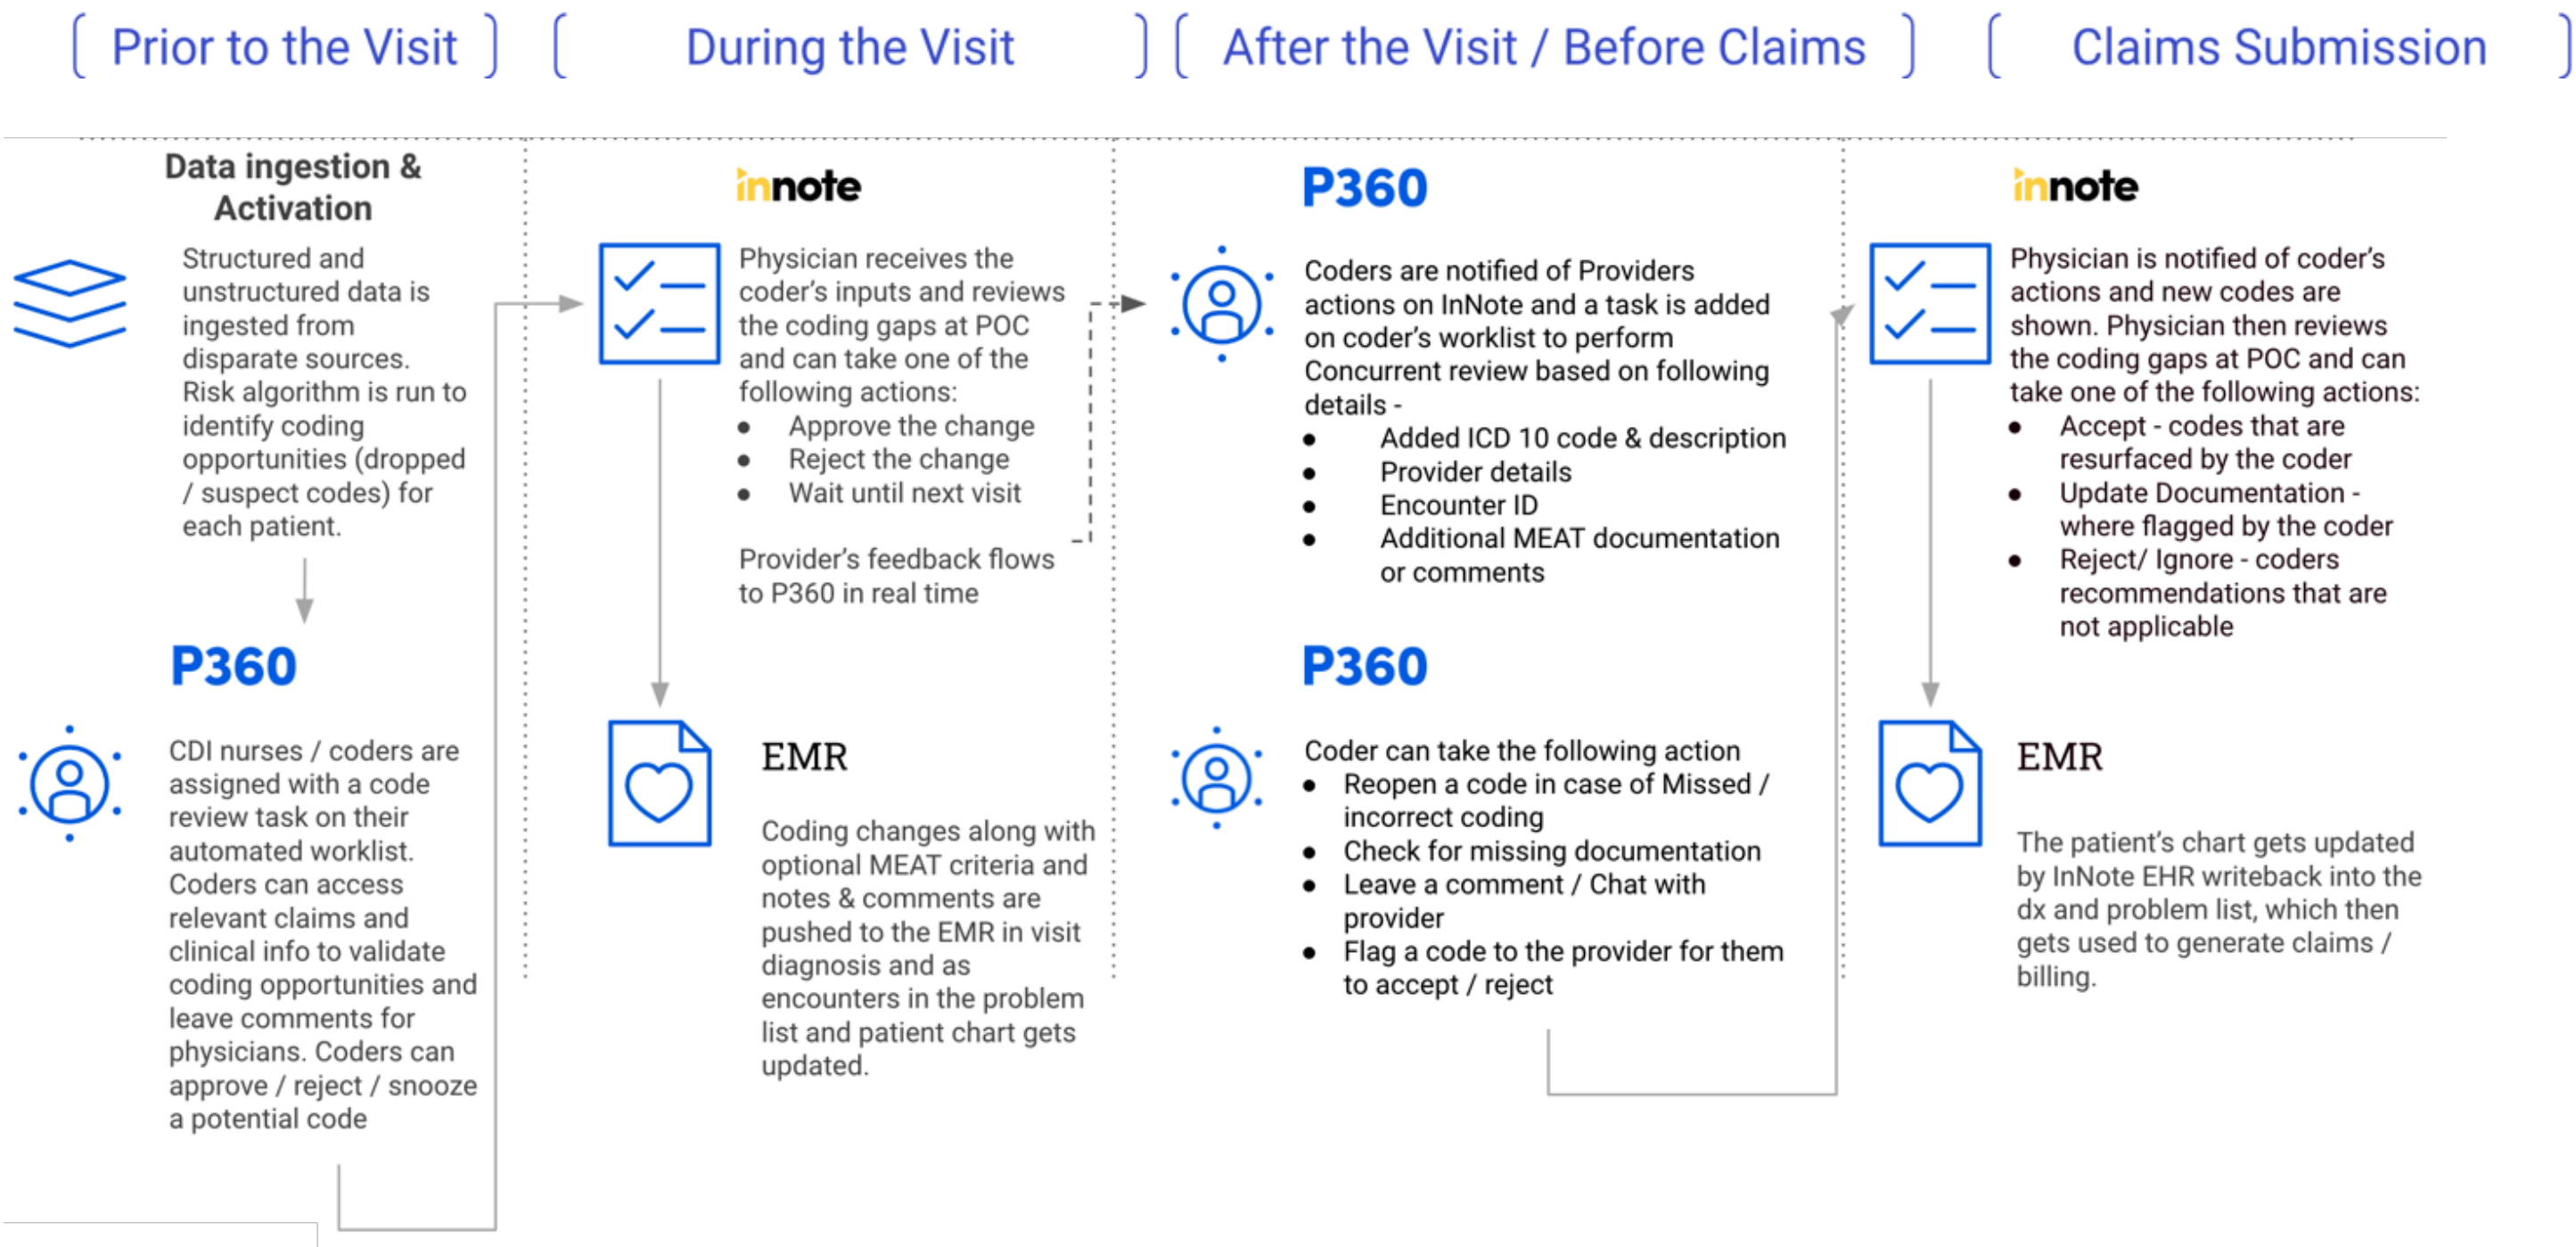 Prior to the Visit
During the Visit
After the Visit / Before Claims
Claims Submission
Data ingestion &
Activation
Structured and
unstructured data is
ingested from
disparate sources.
Risk algorithm is run to
identify coding
opportunities (dropped
/ suspect codes) for
each patient.
P360
CDI nurses / coders are
assigned with a code
review task on their
automated worklist.
Coders can access
relevant claims and
clinical info to validate
coding opportunities and
leave comments for
physicians. Coders can
approve / reject / snooze
a potential code
innote
Physician receives the
coder's inputs and reviews
the coding gaps at POC
and can take one of the
following actions:
● Approve the change
● Reject the change
● Wait until next visit
Provider's feedback flows
to P360 in real time
EMR
Coding changes along with
optional MEAT criteria and
notes & comments are
pushed to the EMR in visit
diagnosis and as
encounters in the problem
list and patient chart gets
updated.
P360
Coders are notified of Providers
actions on InNote and a task is added
on coder's worklist to perform
Concurrent review based on following
details -
● Added ICD 10 code & description
● Provider details
● Encounter ID
● Additional MEAT documentation
or comments
P360
Coder can take the following action
● Reopen a code in case of Missed /
incorrect coding
● Check for missing documentation
● Leave a comment / Chat with
provider
● Flag a code to the provider for them
to accept / reject
innote
Physician is notified of coder's
actions and new codes are
shown. Physician then reviews
the coding gaps at POC and can
take one of the following actions:
● Accept - codes that are
resurfaced by the coder
● Update Documentation -
where flagged by the coder
● Reject/ Ignore - coders
recommendations that are
not applicable
EMR
The patient's chart gets updated
by InNote EHR writeback into the
dx and problem list, which then
gets used to generate claims /
billing.